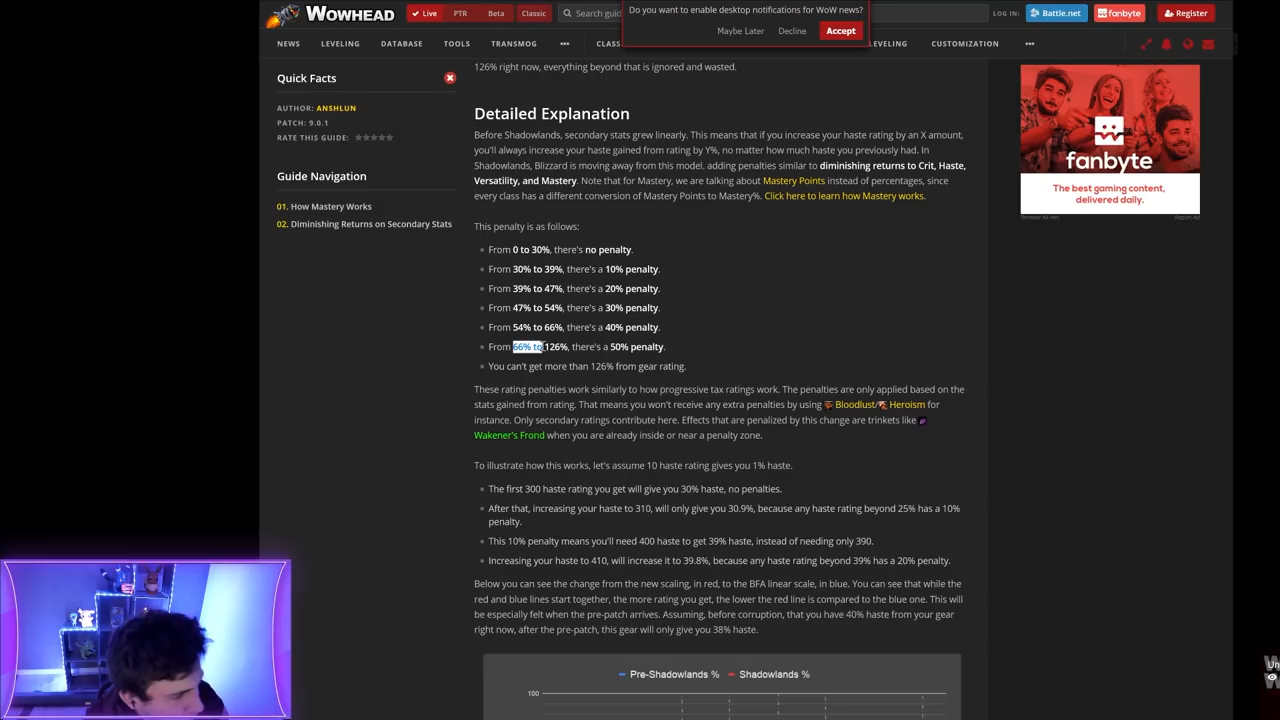 WOWHEAD
Live PTR Beta Classic
Search guid
Do you want to enable desktop notifications for WoW news?
Maybe Later Decline Accept
LOG IN: Battle.net fanbyte Register
NEWS LEVELING DATABASE TOOLS TRANSMOG ••• CLASS LEVELING CUSTOMIZATION •••
Quick Facts
AUTHOR: ANSHLUN
PATCH: 9.0.1
RATE THIS GUIDE:
Guide Navigation
01. How Mastery Works
02. Diminishing Returns on Secondary Stats
126% right now, everything beyond that is ignored and wasted.
Detailed Explanation
Before Shadowlands, secondary stats grew linearly. This means that if you increase your haste rating by an X amount,
you'll always increase your haste gained from rating by Y%, no matter how much haste you previously had. In
Shadowlands, Blizzard is moving away from this model. adding penalties similar to diminishing returns to Crit, Haste,
Versatility, and Mastery. Note that for Mastery, we are talking about Mastery Points instead of percentages, since
every class has a different conversion of Mastery Points to Mastery%. Click here to learn how Mastery works.
This penalty is as follows:
From 0 to 30%, there's no penalty.
From 30% to 39%, there's a 10% penalty.
From 39% to 47%, there's a 20% penalty.
From 47% to 54%, there's a 30% penalty.
From 54% to 66%, there's a 40% penalty.
From 66% to 126%, there's a 50% penalty.
You can't get more than 126% from gear rating.
These rating penalties work similarly to how progressive tax ratings work. The penalties are only applied based on the
stats gained from rating. That means you won't receive any extra penalties by using Bloodlust/ Heroism for
instance. Only secondary ratings contribute here. Effects that are penalized by this change are trinkets like
Wakener's Frond when you are already inside or near a penalty zone.
To illustrate how this works, let's assume 10 haste rating gives you 1% haste.
The first 300 haste rating you get will give you 30% haste, no penalties.
After that, increasing your haste to 310, will only give you 30.9%, because any haste rating beyond 25% has a 10%
penalty.
This 10% penalty means you'll need 400 haste to get 39% haste, instead of needing only 390.
Increasing your haste to 410, will increase it to 39.8%, because any haste rating beyond 39% has a 20% penalty.
Below you can see the change from the new scaling, in red, to the BFA linear scale, in blue. You can see that while the
red and blue lines start together, the more rating you get, the lower the red line is compared to the blue one. This will
be especially felt when the pre-patch arrives. Assuming, before corruption, that you have 40% haste from your gear
right now, after the pre-patch, this gear will only give you 38% haste.
Pre-Shadowlands % Shadowlands %
100
fanbyte
The best gaming content,
delivered daily.
Remove All Ads Report Ad
Un